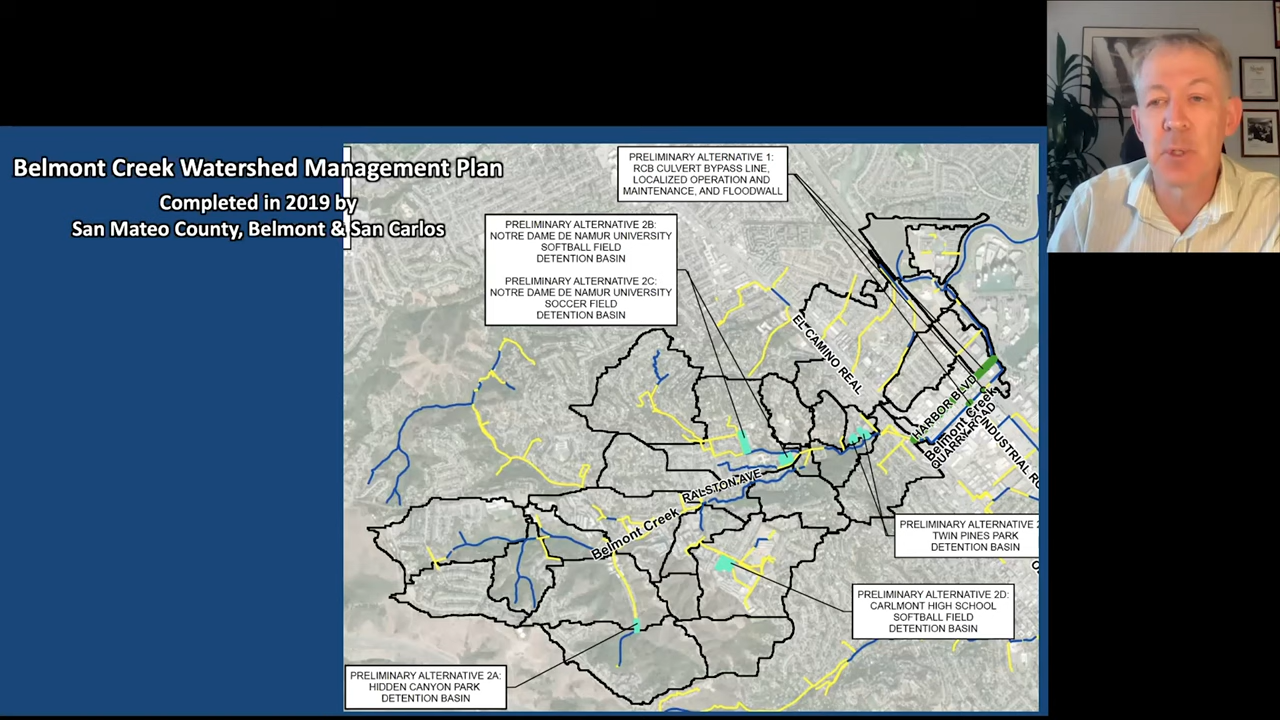 Belmont Creek Watershed Management Plan
Completed in 2019 by
San Mateo County, Belmont & San Carlos
PRELIMINARY ALTERNATIVE 1:
RCB CULVERT BYPASS LINE,
LOCALIZED OPERATION AND
MAINTENANCE, AND FLOODWALL
PRELIMINARY ALTERNATIVE 2B:
NOTRE DAME DE NAMUR UNIVERSITY
SOFTBALL FIELD
DETENTION BASIN
PRELIMINARY ALTERNATIVE 2C:
NOTRE DAME DE NAMUR UNIVERSITY
SOCCER FIELD
DETENTION BASIN
EL CAMINO REAL
HARBOR BLVD
Belmont Creek
QUARRY ROAD
INDUSTRIAL
RALSTON AVE
Belmont Creek
PRELIMINARY ALTERNATIVE 2
TWIN PINES PARK
DETENTION BASIN
PRELIMINARY ALTERNATIVE 2D:
CARLMONT HIGH SCHOOL
SOFTBALL FIELD
DETENTION BASIN
PRELIMINARY ALTERNATIVE 2A:
HIDDEN CANYON PARK
DETENTION BASIN